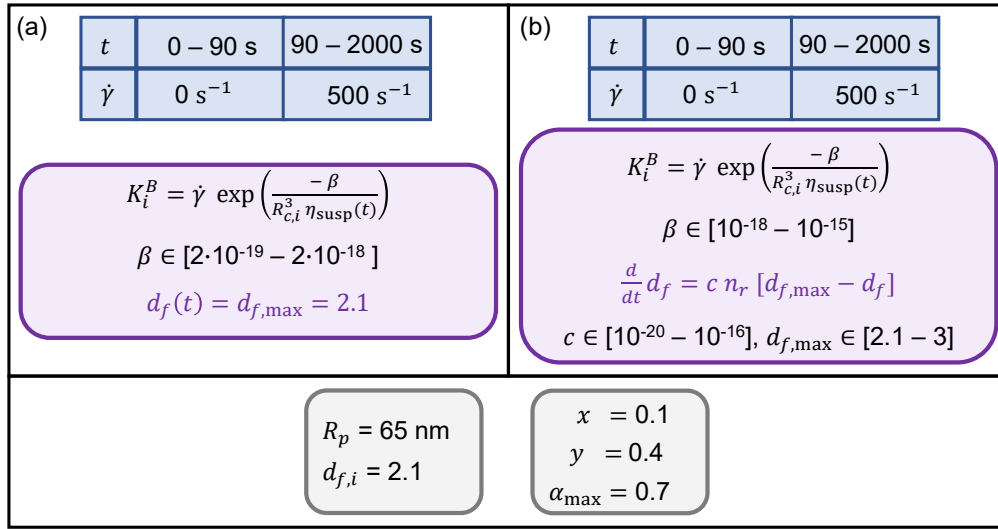 (a)
t 0 – 90 s 90 – 2000 s
γ̇ 0 s⁻¹ 500 s⁻¹
K_i^B = γ̇ exp(−β / (R_{c,i}^3 η_susp(t)))
β ∈ [2·10⁻¹⁹ – 2·10⁻¹⁸ ]
d_f(t) = d_{f,max} = 2.1
(b)
t 0 – 90 s 90 – 2000 s
γ̇ 0 s⁻¹ 500 s⁻¹
K_i^B = γ̇ exp(−β / (R_{c,i}^3 η_susp(t)))
β ∈ [10⁻¹⁸ – 10⁻¹⁵]
d/dt d_f = c n_r [d_{f,max} − d_f]
c ∈ [10⁻²⁰ – 10⁻¹⁶], d_{f,max} ∈ [2.1 – 3]
R_p = 65 nm
d_{f,i} = 2.1
x = 0.1
y = 0.4
α_max = 0.7